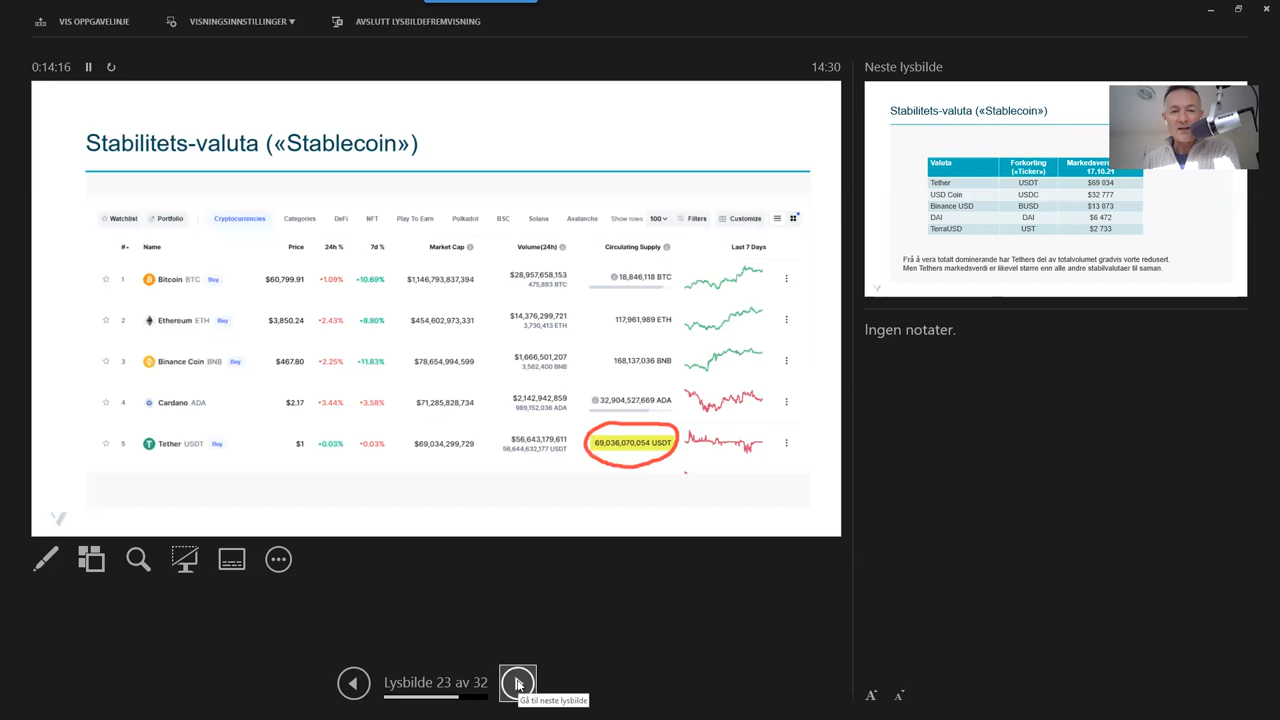 VIS OPPGAVELINJE VISNINGSINNSTILLINGER ▾ AVSLUTT LYSBILDEFREMVISNING
0:14:16 14:30 Neste lysbilde
Stabilitets-valuta («Stablecoin»)
Watchlist Portfolio Cryptocurrencies Categories DeFi NFT Play To Earn Polkadot BSC Solana Avalanche Show rows 100 Filters Customize
# Name Price 24h % 7d % Market Cap Volume(24h) Circulating Supply Last 7 Days
1 Bitcoin BTC Buy $60,799.91 1.09% 10.69% $1,146,793,837,394 $28,957,658,153 18,846,118 BTC
475,883 BTC
2 Ethereum ETH Buy $3,850.24 2.43% 8.80% $454,602,973,331 $14,376,299,721 117,961,989 ETH
3,730,413 ETH
3 Binance Coin BNB Buy $467.80 2.25% 11.83% $78,654,994,599 $1,666,501,207 168,137,036 BNB
3,562,400 BNB
4 Cardano ADA $2.17 3.44% 3.58% $71,285,828,734 $2,142,942,859 32,904,527,669 ADA
989,152,036 ADA
5 Tether USDT Buy $1 0.03% 0.03% $69,034,299,729 $56,643,179,611 69,036,070,054 USDT
56,644,632,177 USDT
Stabilitets-valuta («Stablecoin»)
Valuta Forkorting («Ticker») 17.10.21
Tether USDT $69 034
USD Coin USDC $32 777
Binance USD BUSD $13 073
DAI DAI $6 472
TerraUSD UST $2 733
Frå å vera totalt dominerande har Tethers del av totalvolumet gradvis vorte redusert.
Men Tethers markedsverdi er likevel større enn alle andre stabilvalutaer til saman.
Ingen notater.
Lysbilde 23 av 32
Gå til neste lysbilde
A A